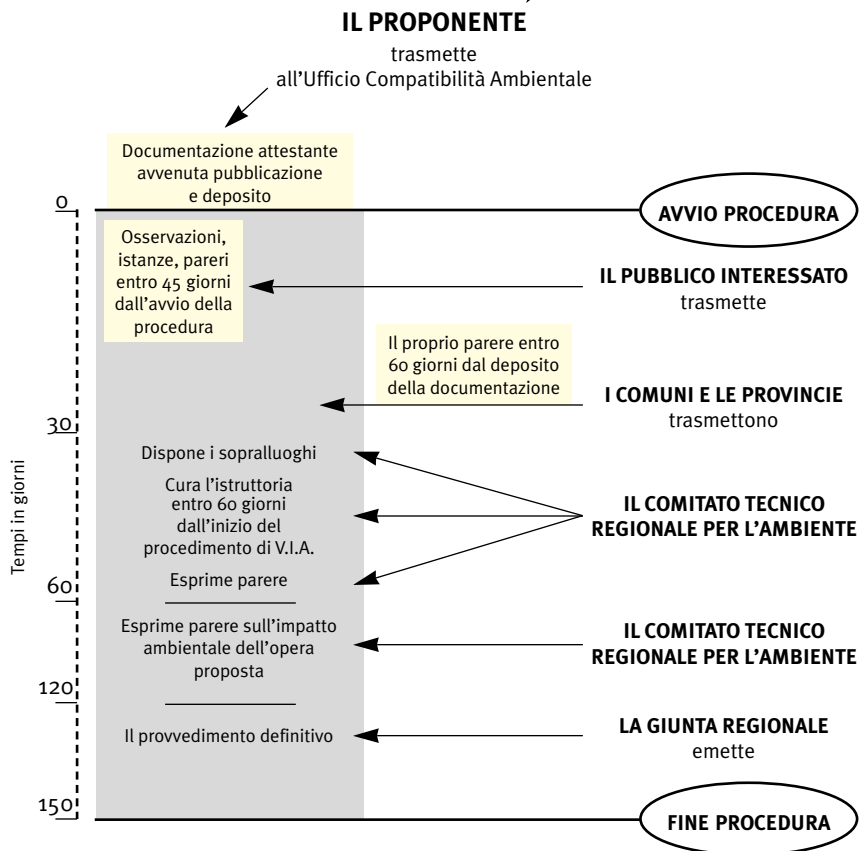 IL PROPONENTE
trasmette
all'Ufficio Compatibilità Ambientale
Documentazione attestante
avvenuta pubblicazione
e deposito
0
AVVIO PROCEDURA
Osservazioni,
istanze, pareri
entro 45 giorni
dall'avvio della
procedura
IL PUBBLICO INTERESSATO
trasmette
Il proprio parere entro
60 giorni dal deposito
della documentazione
I COMUNI E LE PROVINCIE
trasmettono
30
Tempi in giorni
Dispone i sopralluoghi
Cura l'istruttoria
entro 60 giorni
dall'inizio del
procedimento di V.I.A.
Esprime parere
IL COMITATO TECNICO
REGIONALE PER L'AMBIENTE
60
Esprime parere sull'impatto
ambientale dell'opera
proposta
IL COMITATO TECNICO
REGIONALE PER L'AMBIENTE
120
Il provvedimento definitivo
LA GIUNTA REGIONALE
emette
150
FINE PROCEDURA